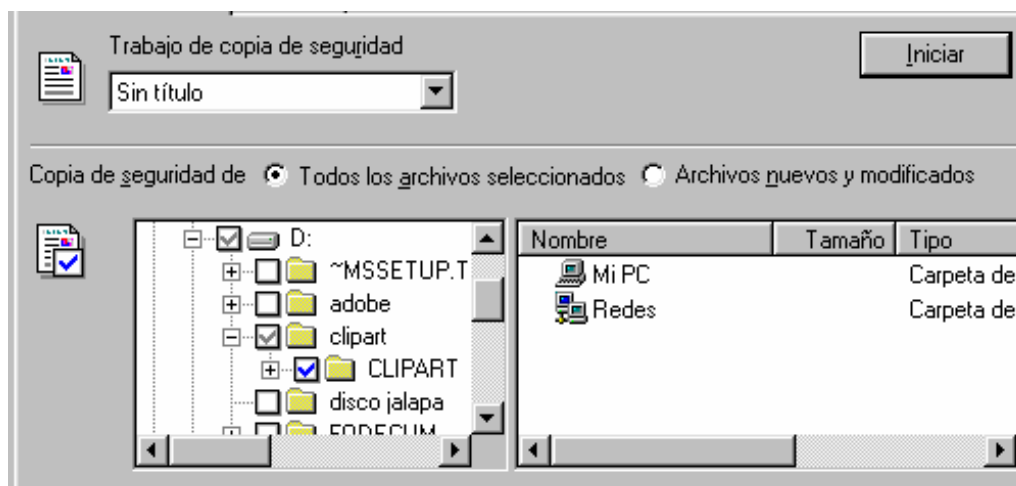 Trabajo de copia de seguridad
Iniciar
Sin título
Copia de seguridad de Todos los archivos seleccionados Archivos nuevos y modificados
D:
~MSSETUP.T
adobe
clipart
CLIPART
disco jalapa
Nombre Tamaño Tipo
Mi PC Carpeta de
Redes Carpeta de